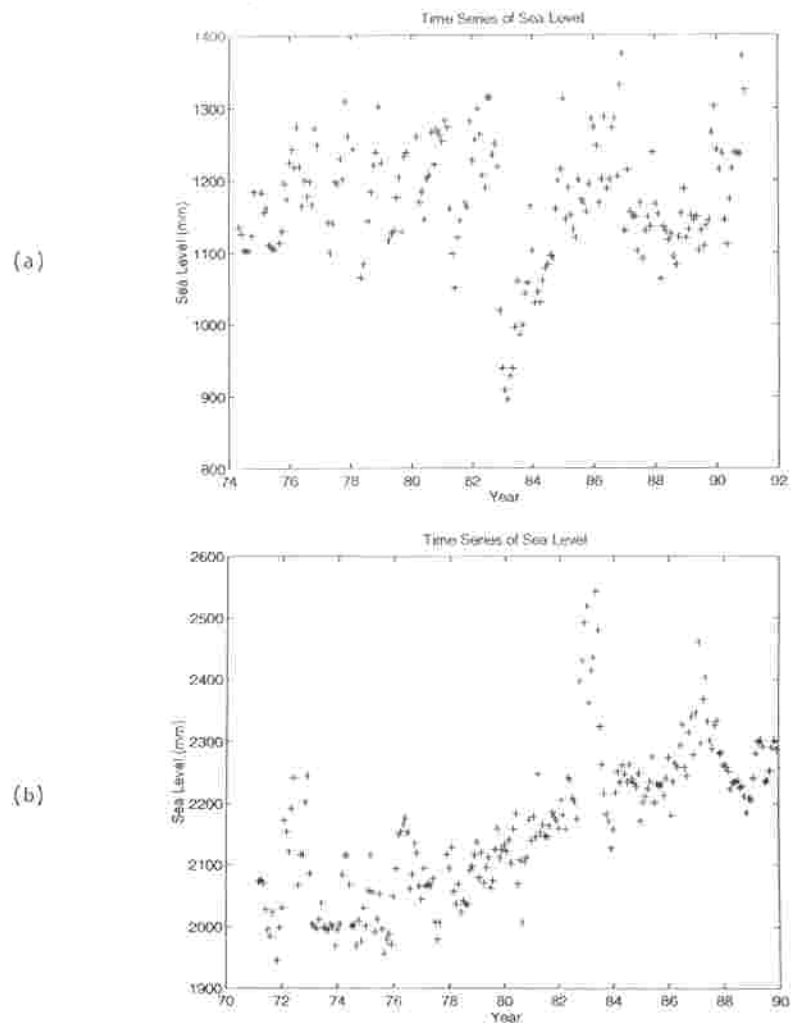 Time Series of Sea Level
1400
1300
1200
1100
1000
900
800
Sea Level (mm)
(a)
74 76 78 80 82 84 86 88 90 92
Year
Time Series of Sea Level
2600
2500
2400
2300
2200
2100
2000
1900
Sea Level (mm)
(b)
70 72 74 76 78 80 82 84 86 88 90
Year